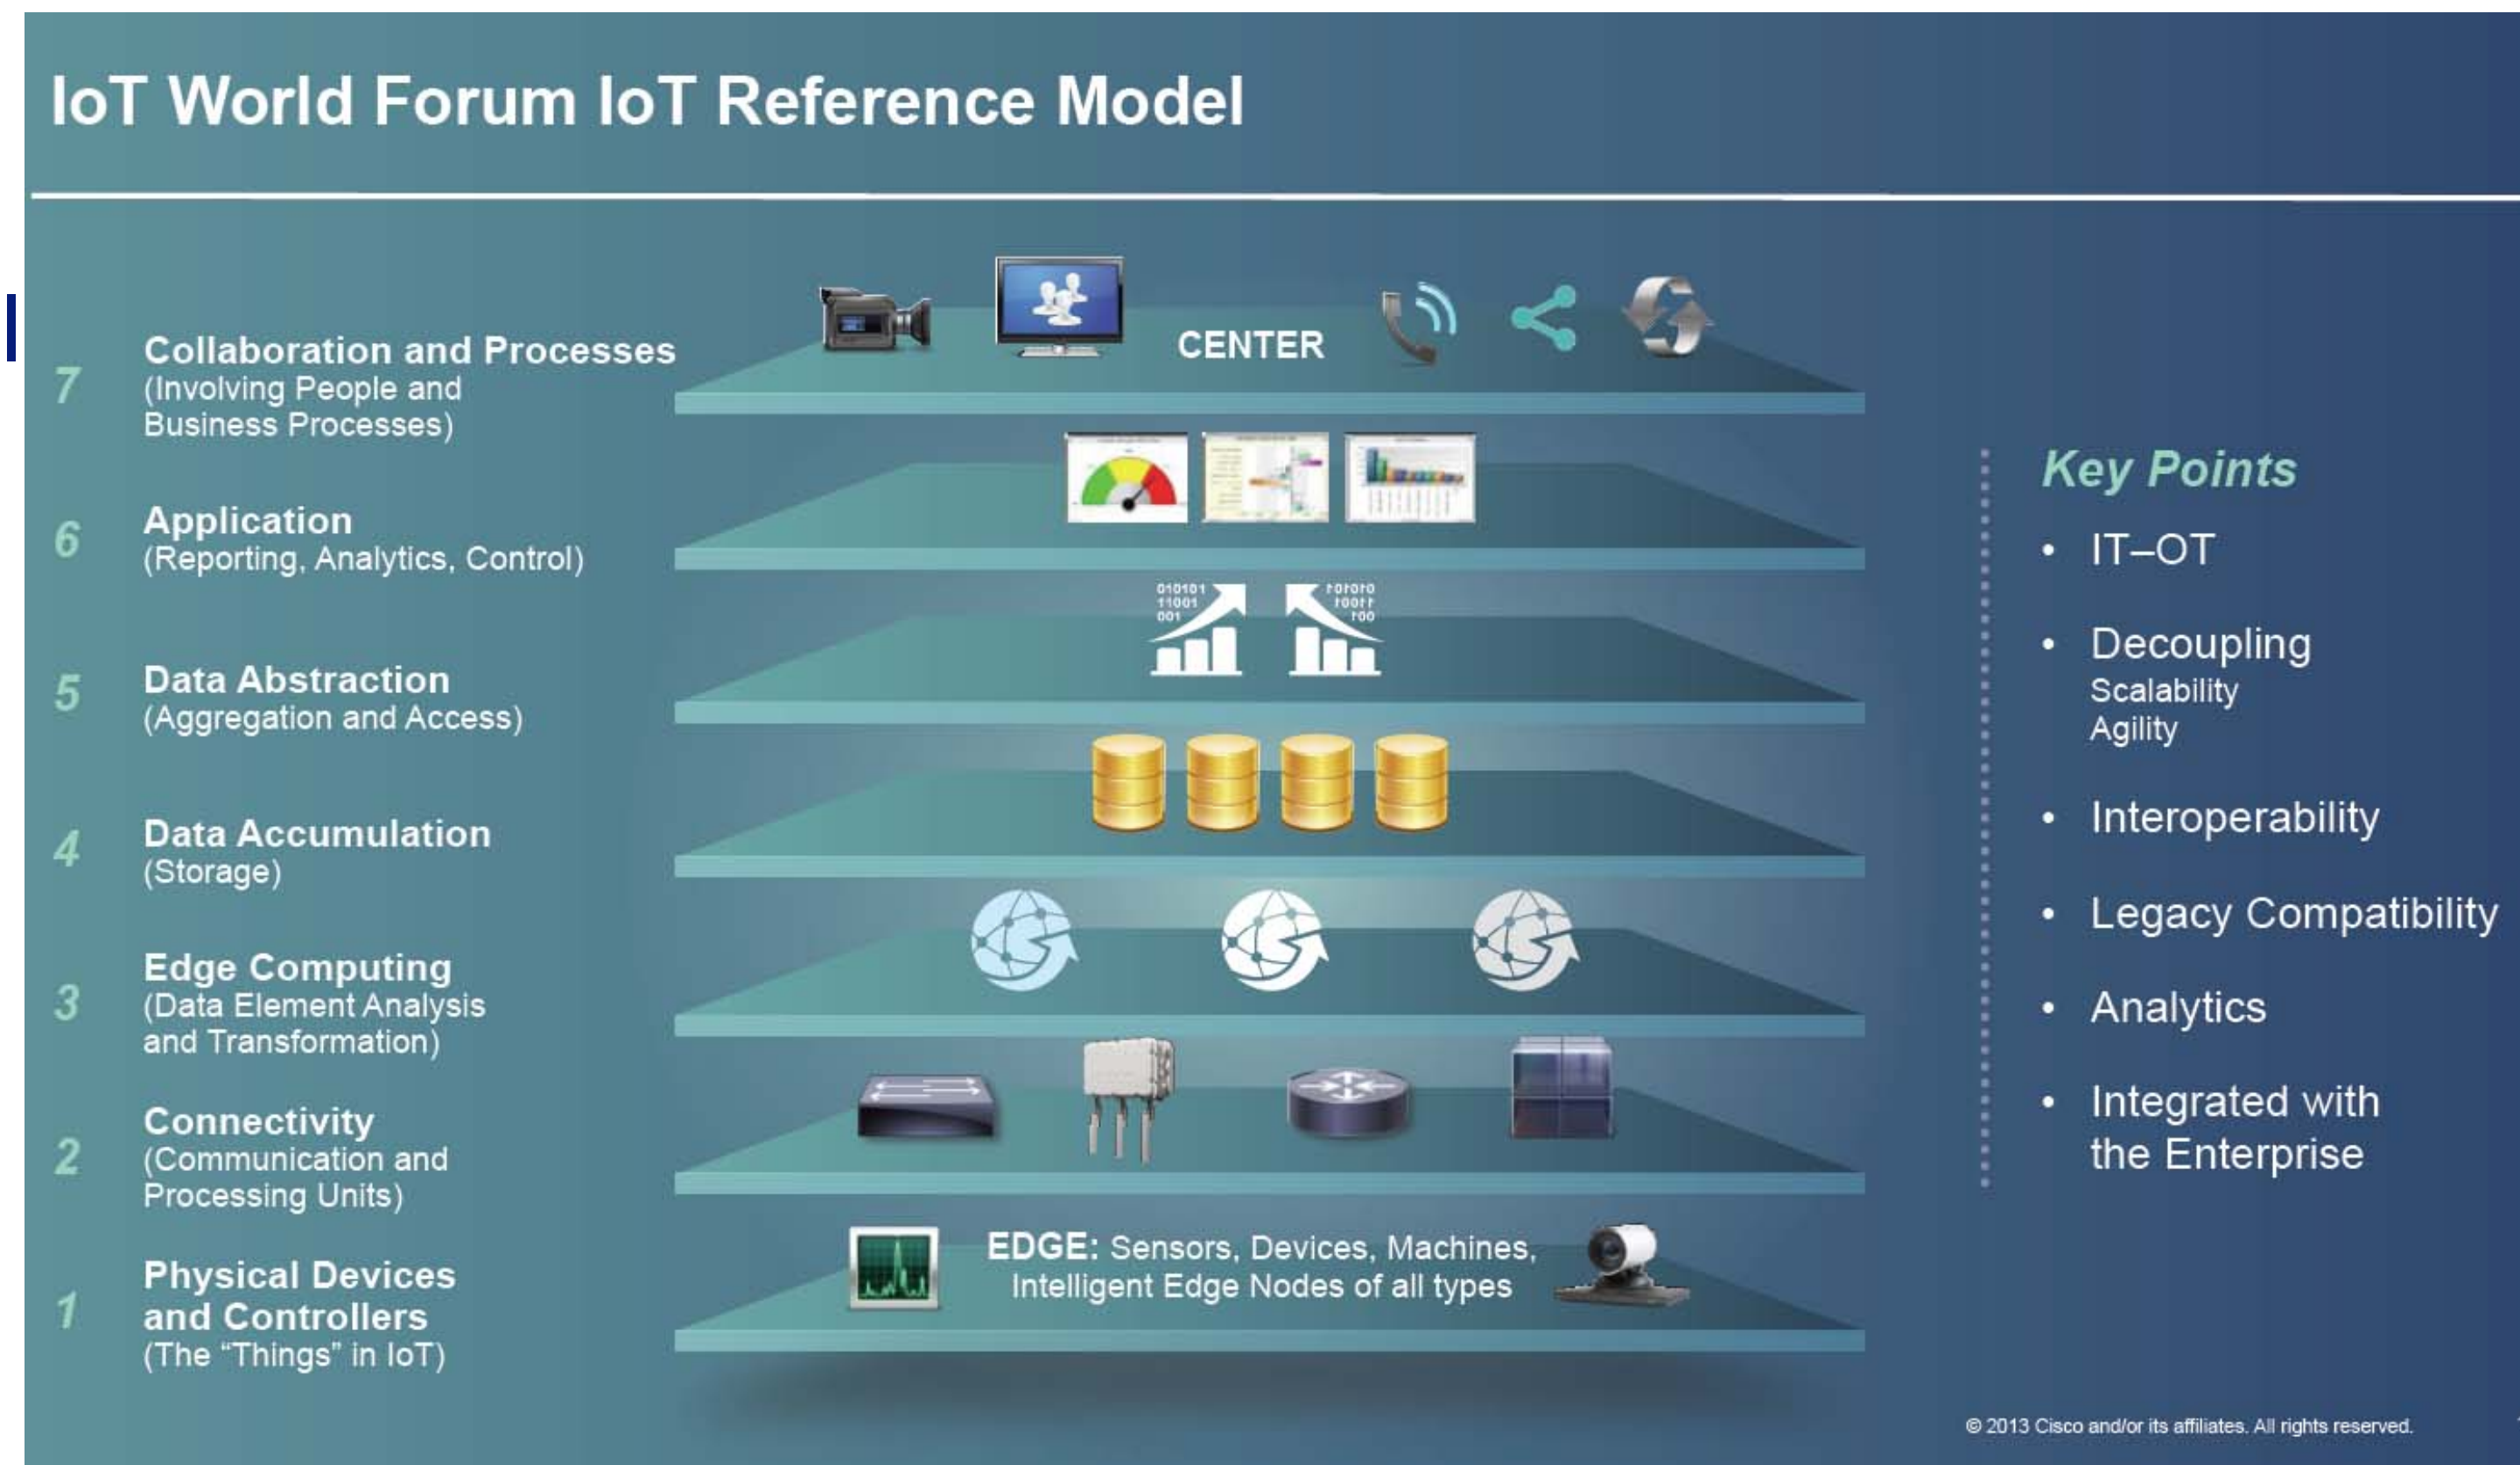 IoT World Forum IoT Reference Model
7
Collaboration and Processes
(Involving People and
Business Processes)
CENTER
6
Application
(Reporting, Analytics, Control)
5
Data Abstraction
(Aggregation and Access)
010101
11001
001
4
Data Accumulation
(Storage)
3
Edge Computing
(Data Element Analysis
and Transformation)
2
Connectivity
(Communication and
Processing Units)
1
Physical Devices
and Controllers
(The “Things” in IoT)
EDGE: Sensors, Devices, Machines,
Intelligent Edge Nodes of all types
Key Points
• IT–OT
• Decoupling
Scalability
Agility
• Interoperability
• Legacy Compatibility
• Analytics
• Integrated with
the Enterprise
© 2013 Cisco and/or its affiliates. All rights reserved.